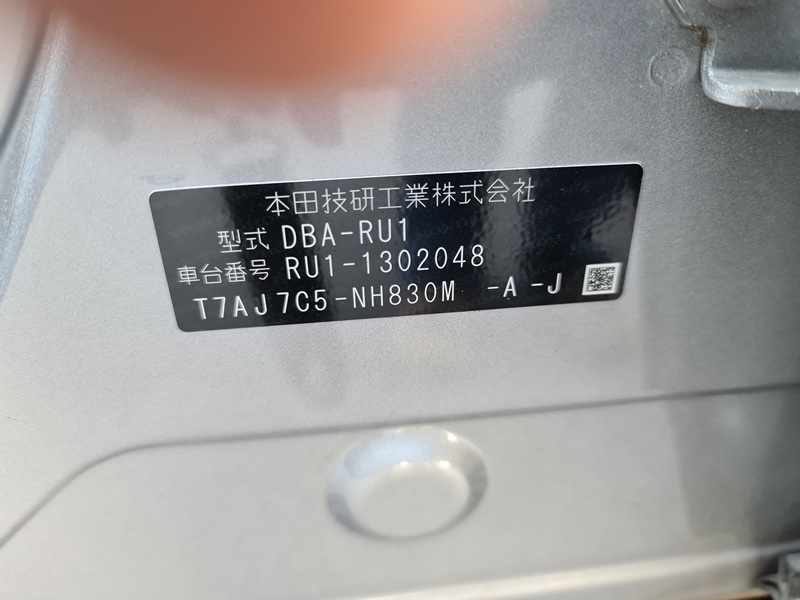 本田技研工業株式会社
型式 DBA-RU1
車台番号 RU1-1302048
T7AJ7C5-NH830M -A -J